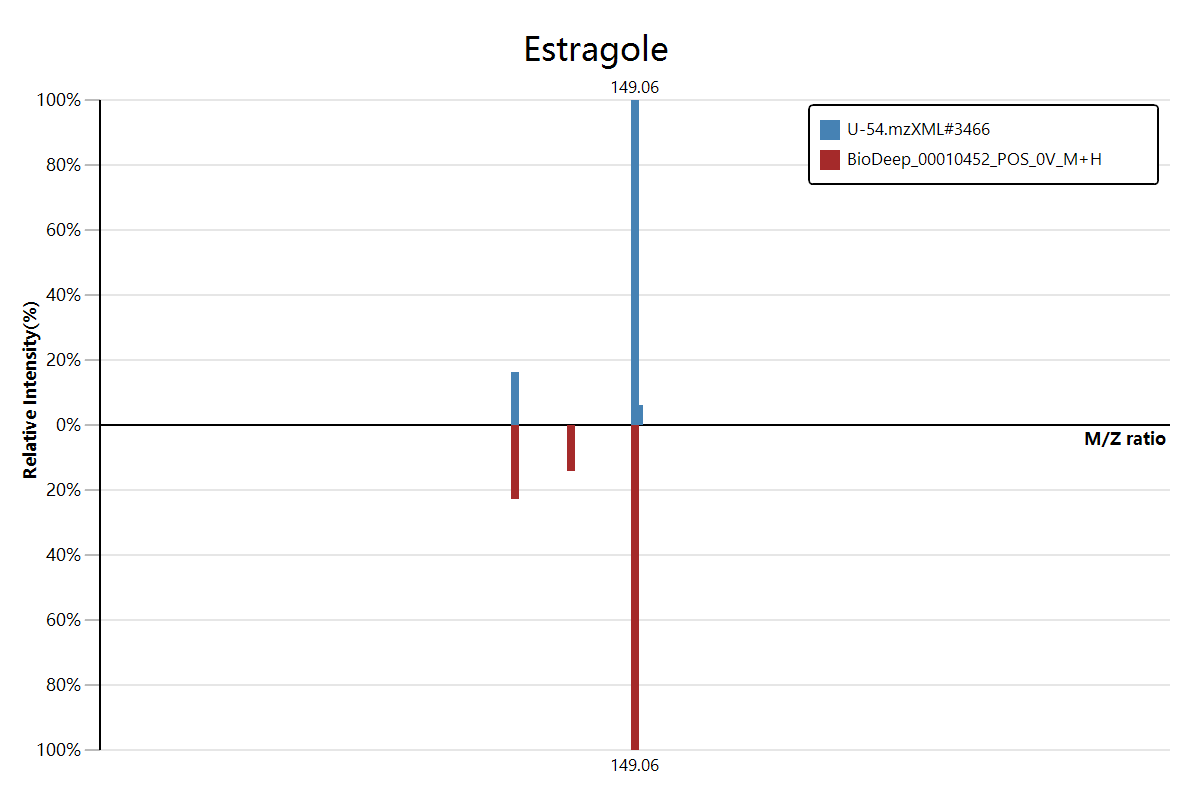 Estragole
149.06
100%
80%
60%
40%
20%
0%
20%
40%
60%
80%
100%
Relative Intensity(%)
U-54.mzXML#3466
BioDeep_00010452_POS_0V_M+H
M/Z ratio
149.06